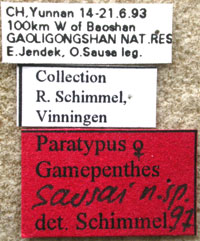 CH, Yunnan 14-21.6.93
100km W of Baoshan
GAOLIGONGSHAN NAT.RES.
E.Jendek, O.Sausa leg.
Collection
R. Schimmel,
Vinningen
Paratypus ♀
Gamepenthes
sausai n.sp.
det. Schimmel, 97